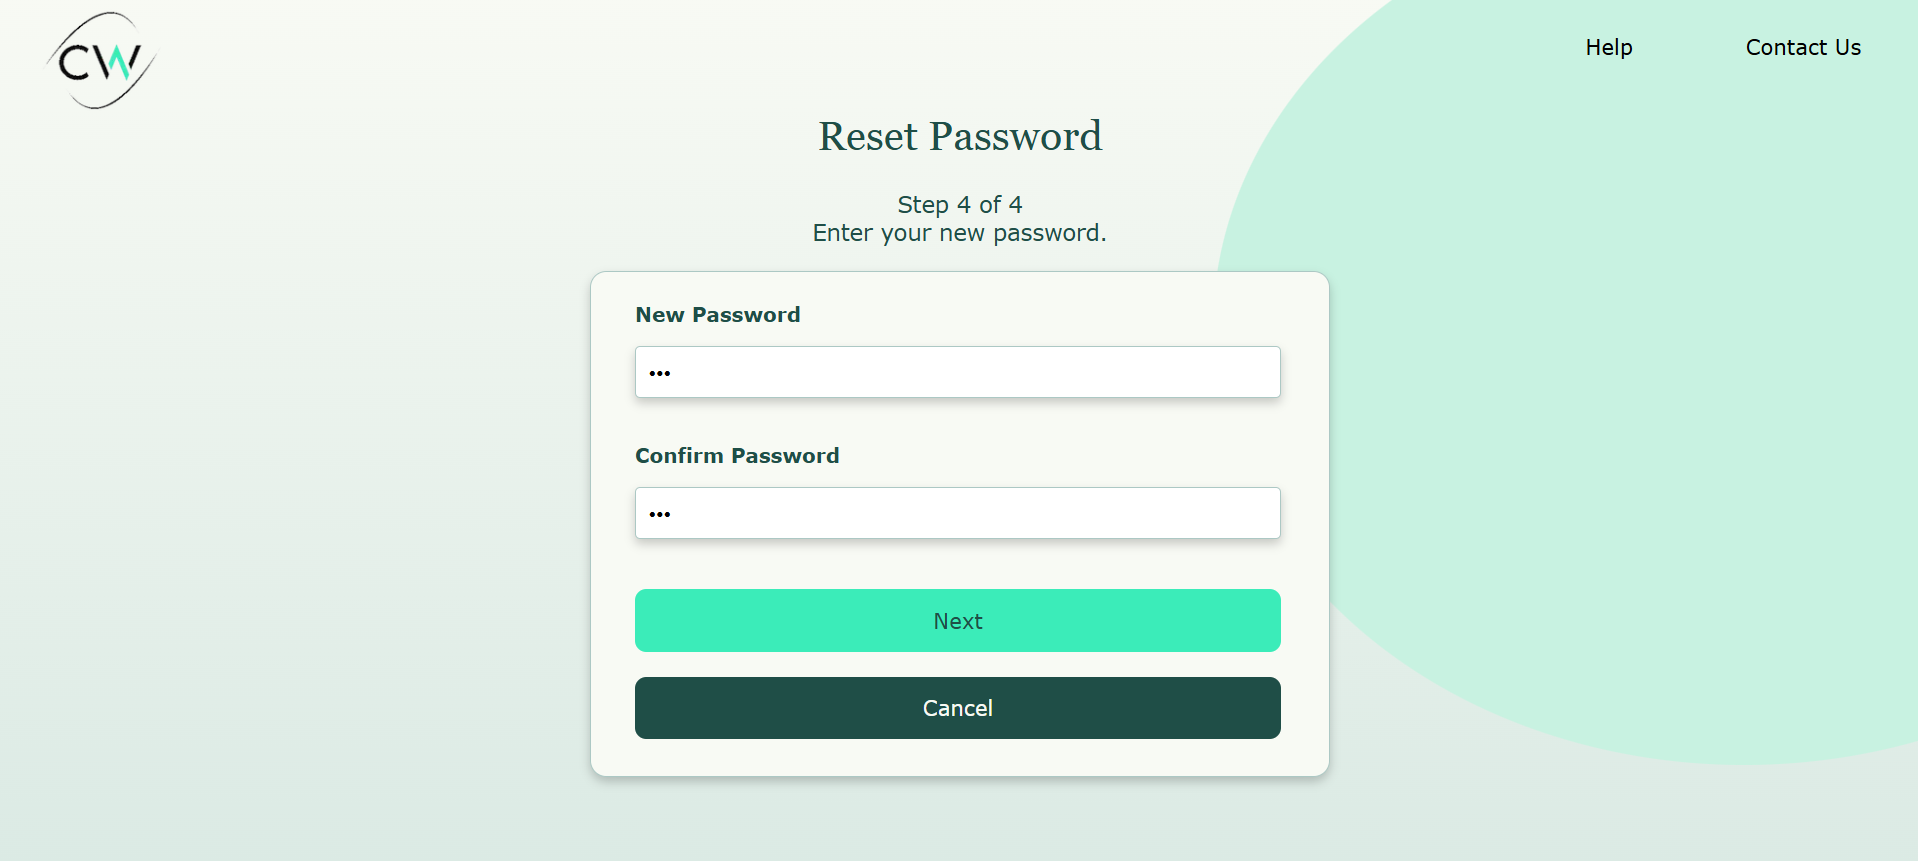 CW
Help
Contact Us
Reset Password
Step 4 of 4
Enter your new password.
New Password
•••
Confirm Password
•••
Next
Cancel